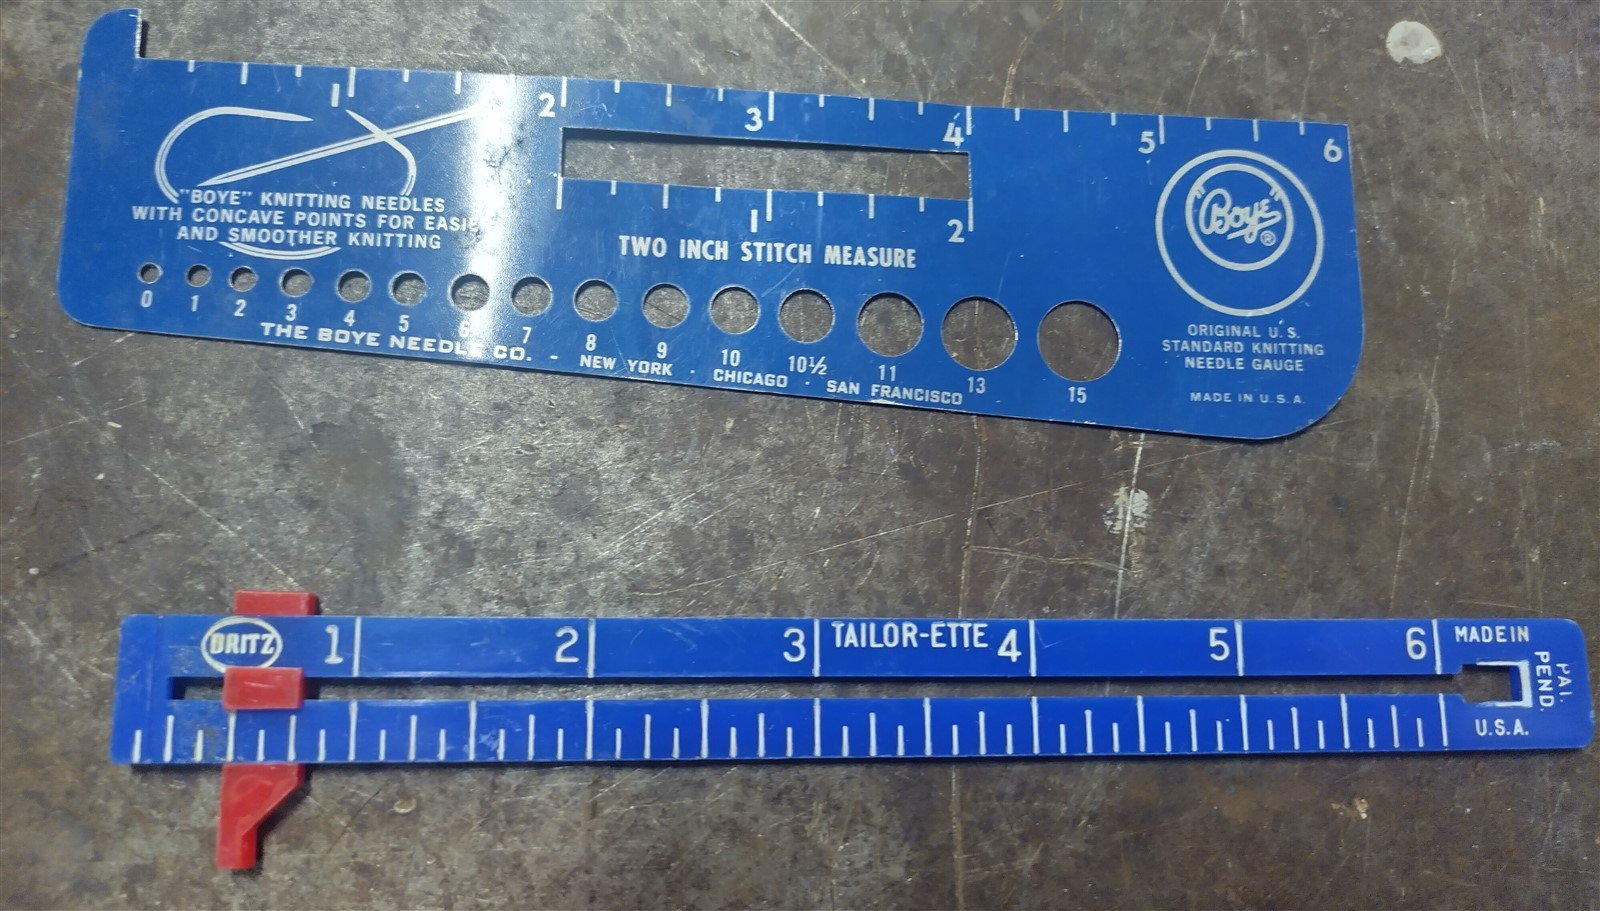 1 2 3 4 5 6
"BOYE" KNITTING NEEDLES
WITH CONCAVE POINTS FOR EASIE
AND SMOOTHER KNITTING
1 2
TWO INCH STITCH MEASURE
Boye ®
ORIGINAL U.S.
STANDARD KNITTING
NEEDLE GAUGE
MADE IN U.S.A.
0 1 2 3 4 5 6 7 8 9 10 10½ 11 13 15
THE BOYE NEEDLE CO. - NEW YORK · CHICAGO · SAN FRANCISCO
DRITZ 1 2 3 TAILOR-ETTE 4 5 6 MADE IN
PAT.
PEND.
U.S.A.